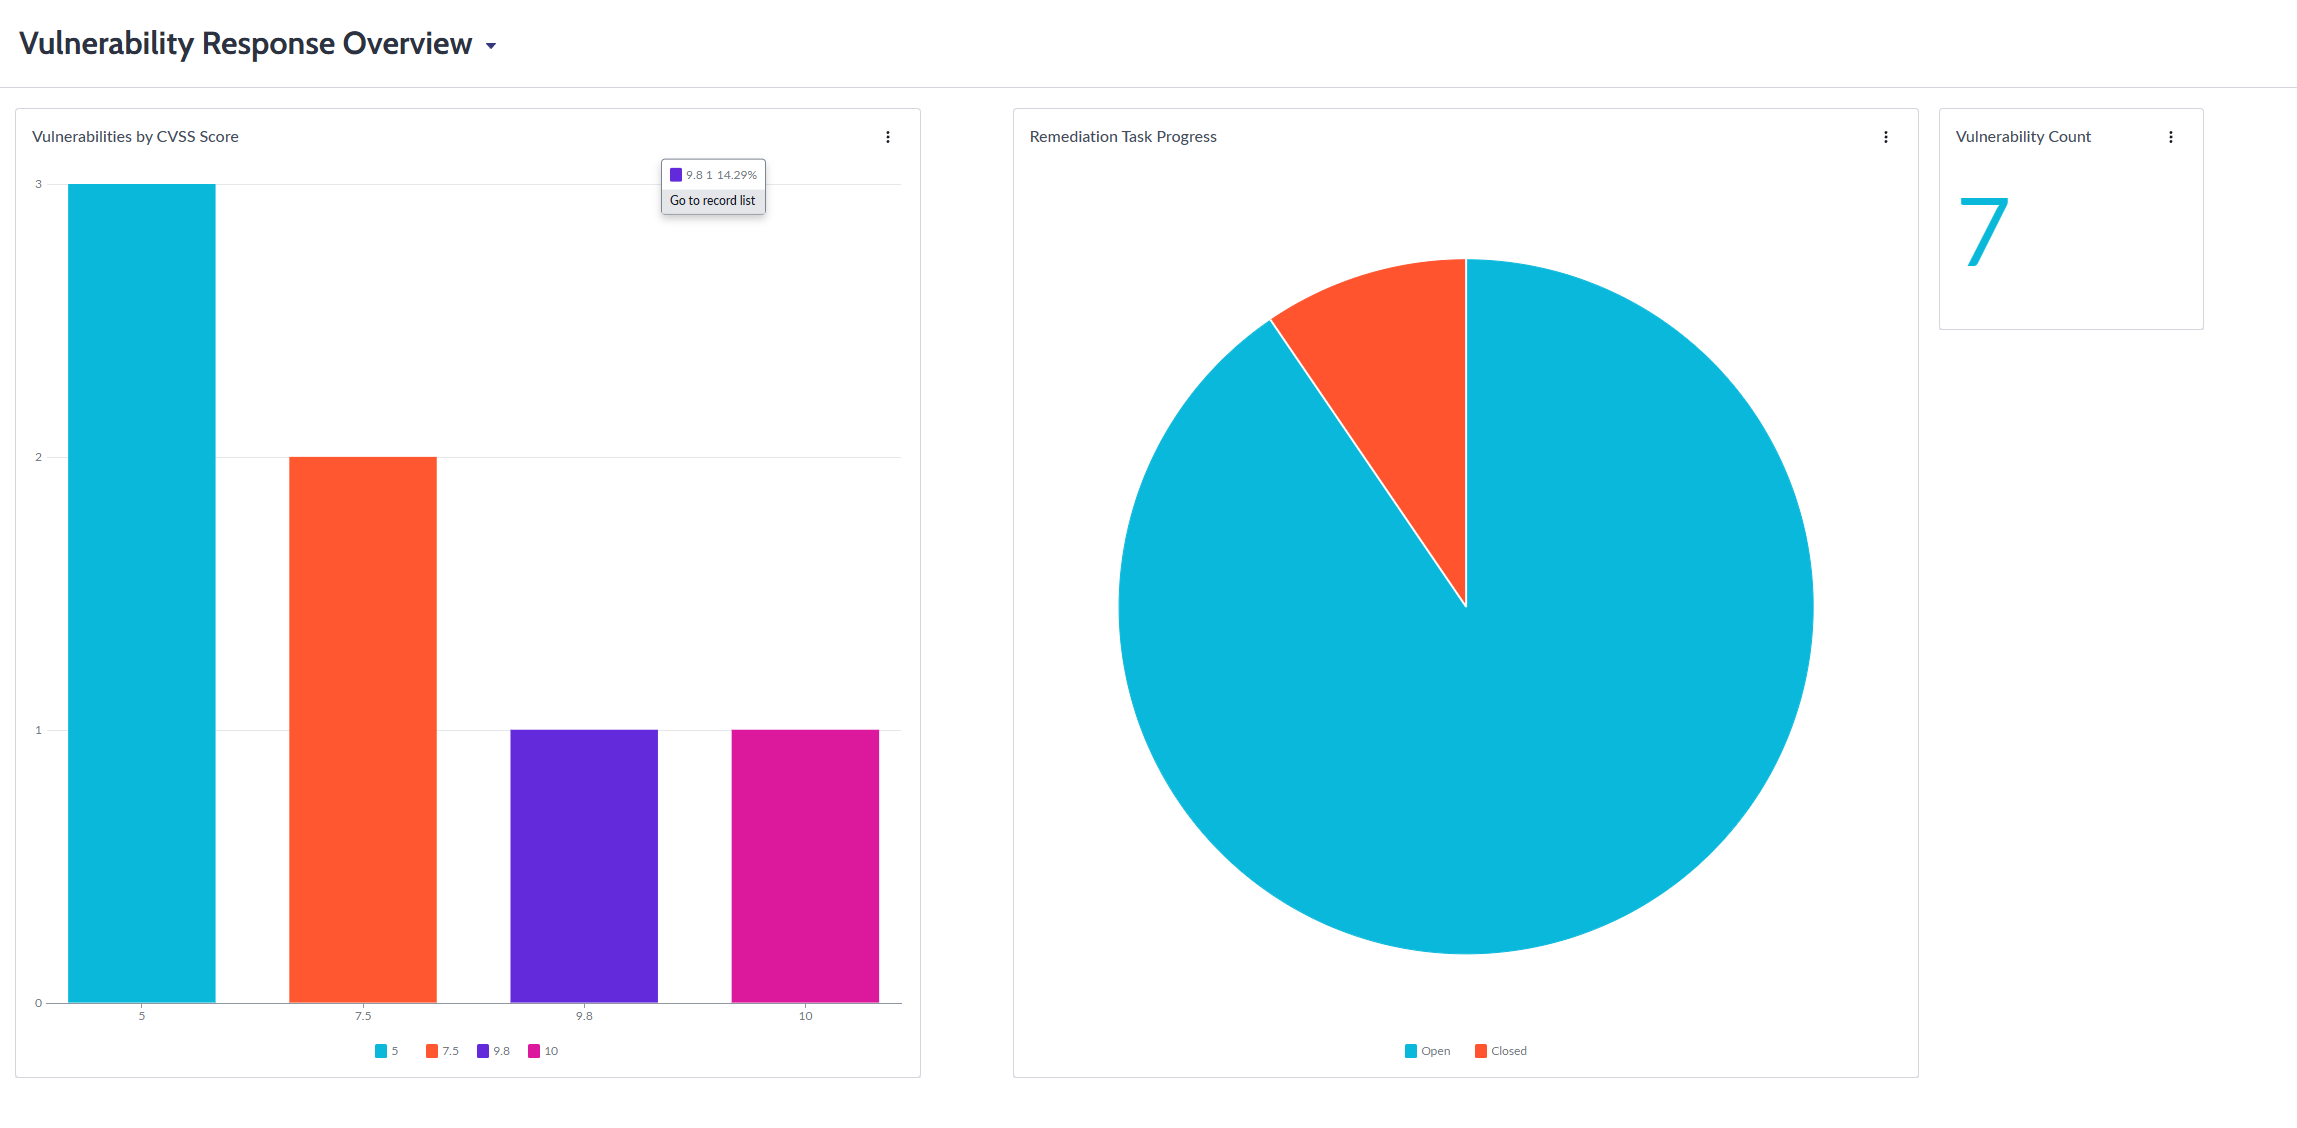 Vulnerability Response Overview
Vulnerabilities by CVSS Score
9.8 1 14.29%
Go to record list
3
2
1
0
5 7.5 9.8 10
5 7.5 9.8 10
Remediation Task Progress
Open Closed
Vulnerability Count
7